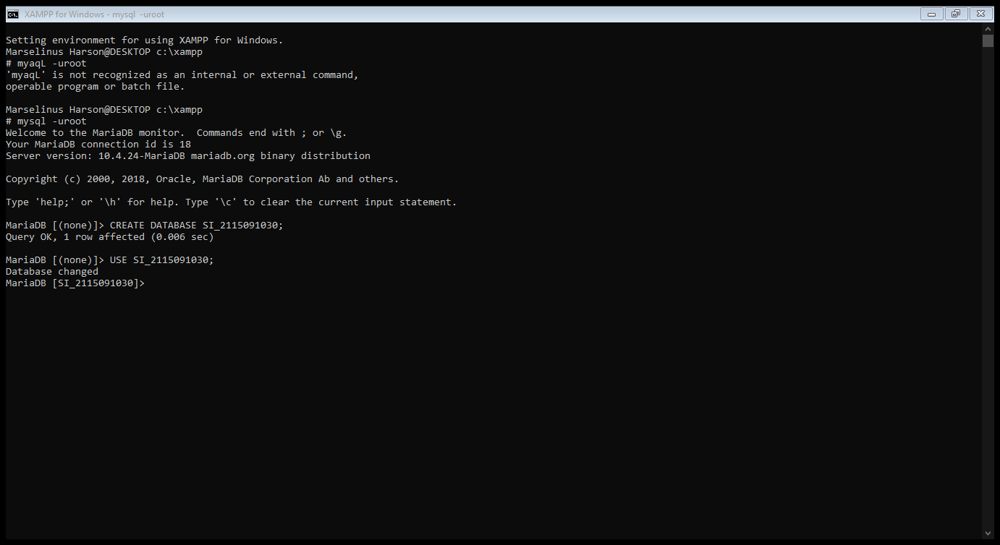 XAMPP for Windows - mysql -uroot
Setting environment for using XAMPP for Windows.
Marselinus Harson@DESKTOP c:\xampp
# myaqL -uroot
'myaqL' is not recognized as an internal or external command,
operable program or batch file.
Marselinus Harson@DESKTOP c:\xampp
# mysql -uroot
Welcome to the MariaDB monitor.  Commands end with ; or \g.
Your MariaDB connection id is 18
Server version: 10.4.24-MariaDB mariadb.org binary distribution
Copyright (c) 2000, 2018, Oracle, MariaDB Corporation Ab and others.
Type 'help;' or '\h' for help. Type '\c' to clear the current input statement.
MariaDB [(none)]> CREATE DATABASE SI_2115091030;
Query OK, 1 row affected (0.006 sec)
MariaDB [(none)]> USE SI_2115091030;
Database changed
MariaDB [SI_2115091030]>